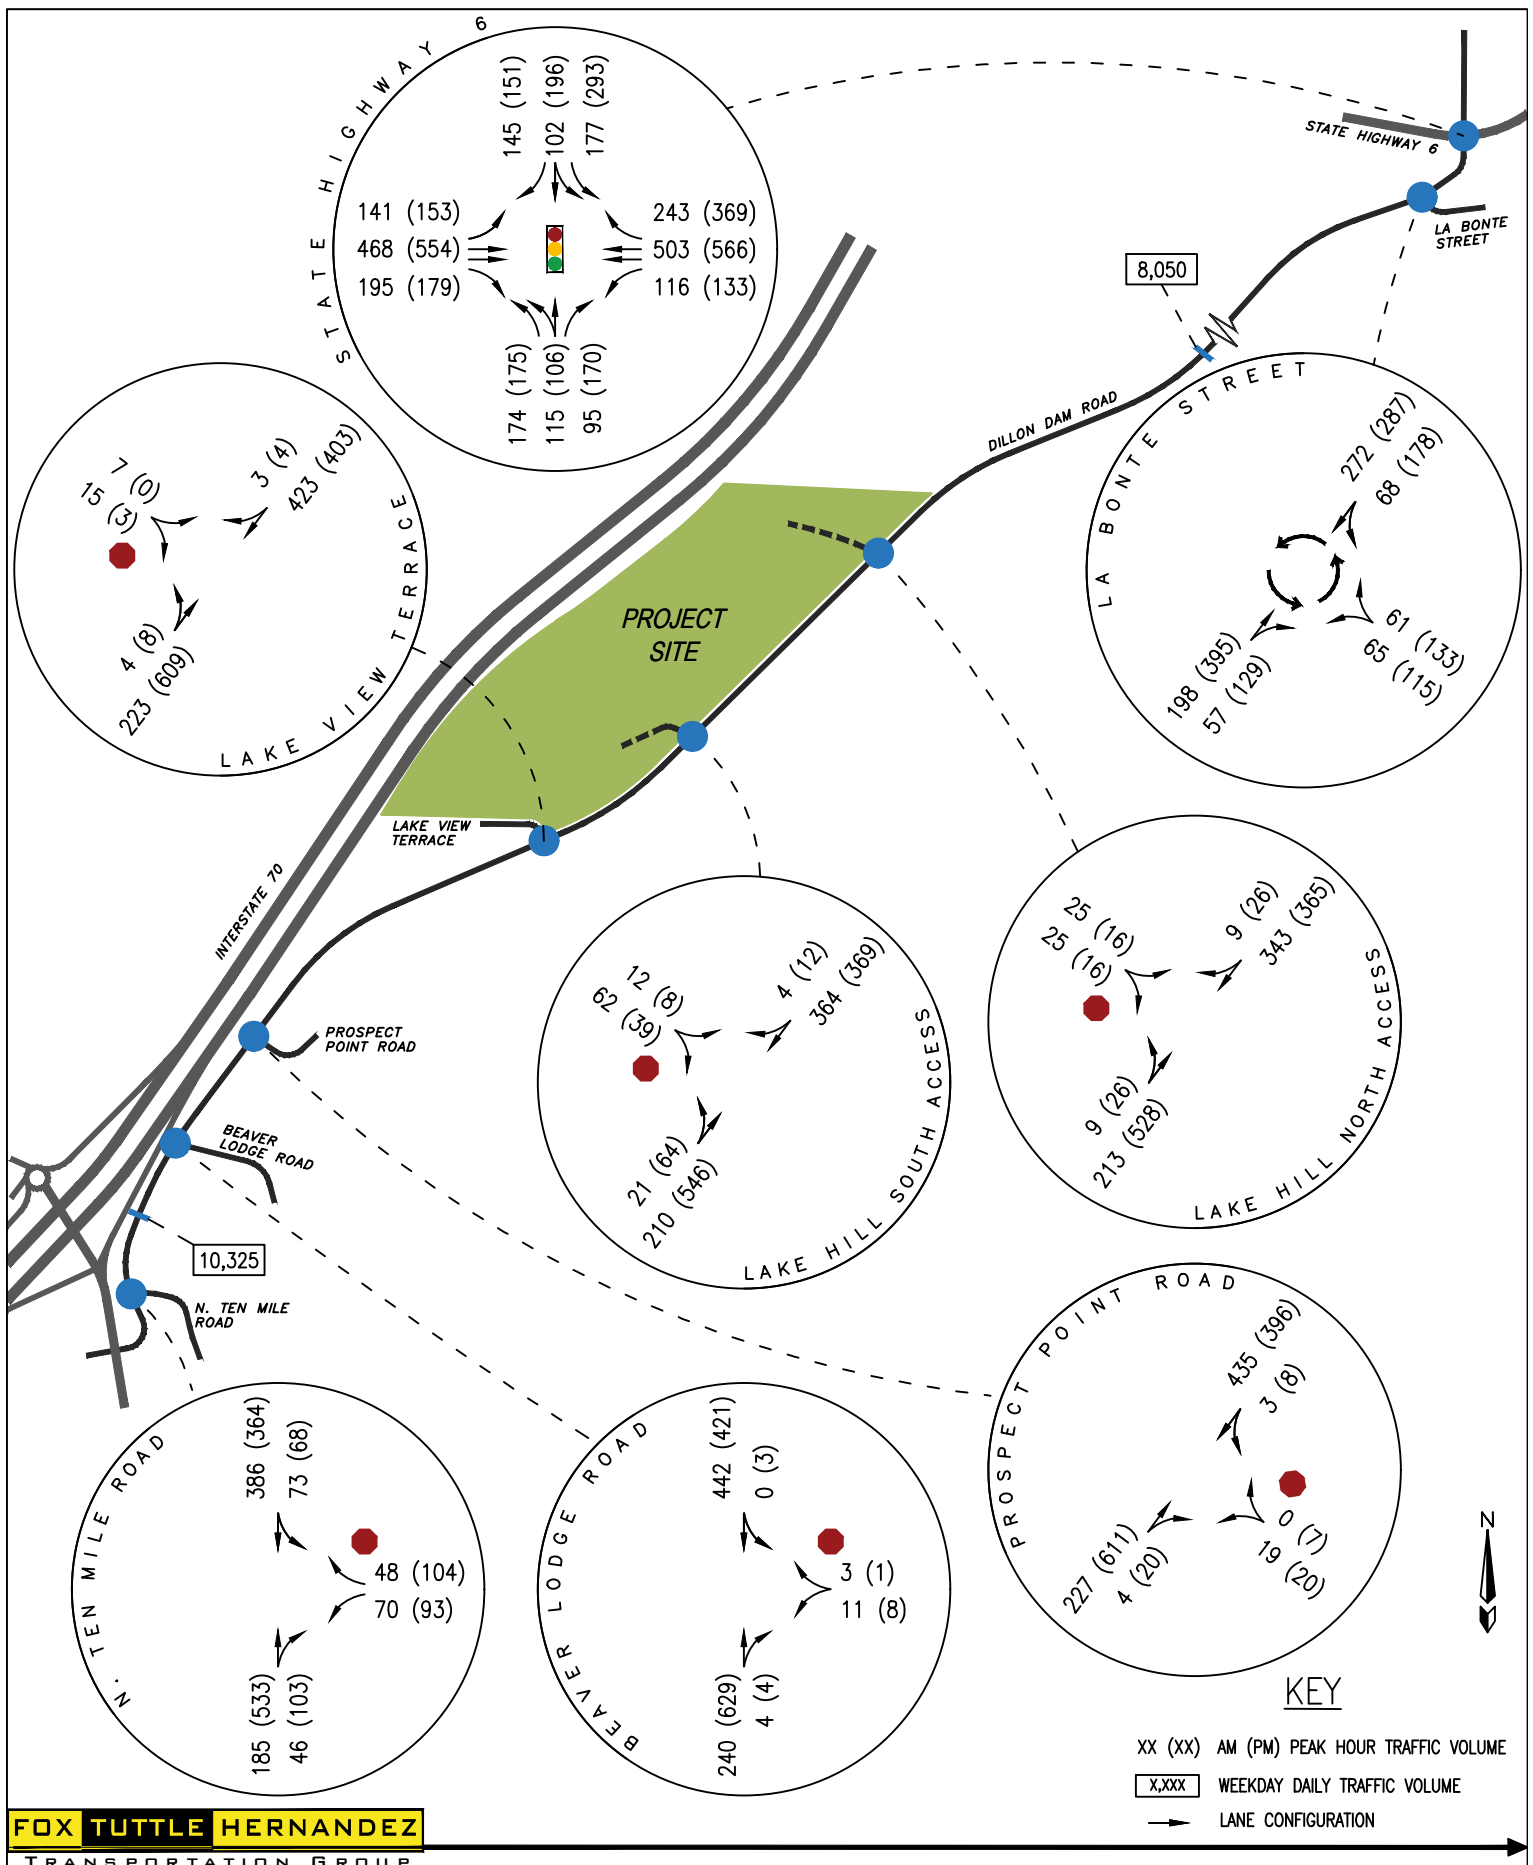 STATE HIGHWAY 6
145 (151)
102 (196)
177 (293)
141 (153)
468 (554)
195 (179)
243 (369)
503 (566)
116 (133)
174 (175)
115 (106)
95 (170)
STATE HIGHWAY 6
LA BONTE
STREET
8,050
DILLON DAM ROAD
LA BONTE STREET
272 (287)
68 (178)
61 (133)
65 (115)
198 (395)
57 (129)
LAKE VIEW TERRACE
7 (0)
15 (3)
3 (4)
423 (403)
4 (8)
223 (609)
PROJECT
SITE
LAKE VIEW
TERRACE
INTERSTATE 70
PROSPECT
POINT ROAD
BEAVER
LODGE ROAD
10,325
N. TEN MILE
ROAD
LAKE HILL SOUTH ACCESS
12 (8)
62 (39)
4 (12)
364 (369)
21 (64)
210 (546)
LAKE HILL NORTH ACCESS
25 (16)
25 (16)
9 (26)
343 (365)
9 (26)
213 (528)
PROSPECT POINT ROAD
435 (396)
3 (8)
0 (7)
19 (20)
227 (611)
4 (20)
N. TEN MILE ROAD
386 (364)
73 (68)
48 (104)
70 (93)
185 (533)
46 (103)
BEAVER LODGE ROAD
442 (421)
0 (3)
3 (1)
11 (8)
240 (629)
4 (4)
N
KEY
XX (XX) AM (PM) PEAK HOUR TRAFFIC VOLUME
X,XXX WEEKDAY DAILY TRAFFIC VOLUME
LANE CONFIGURATION
FOX TUTTLE HERNANDEZ
TRANSPORTATION GROUP